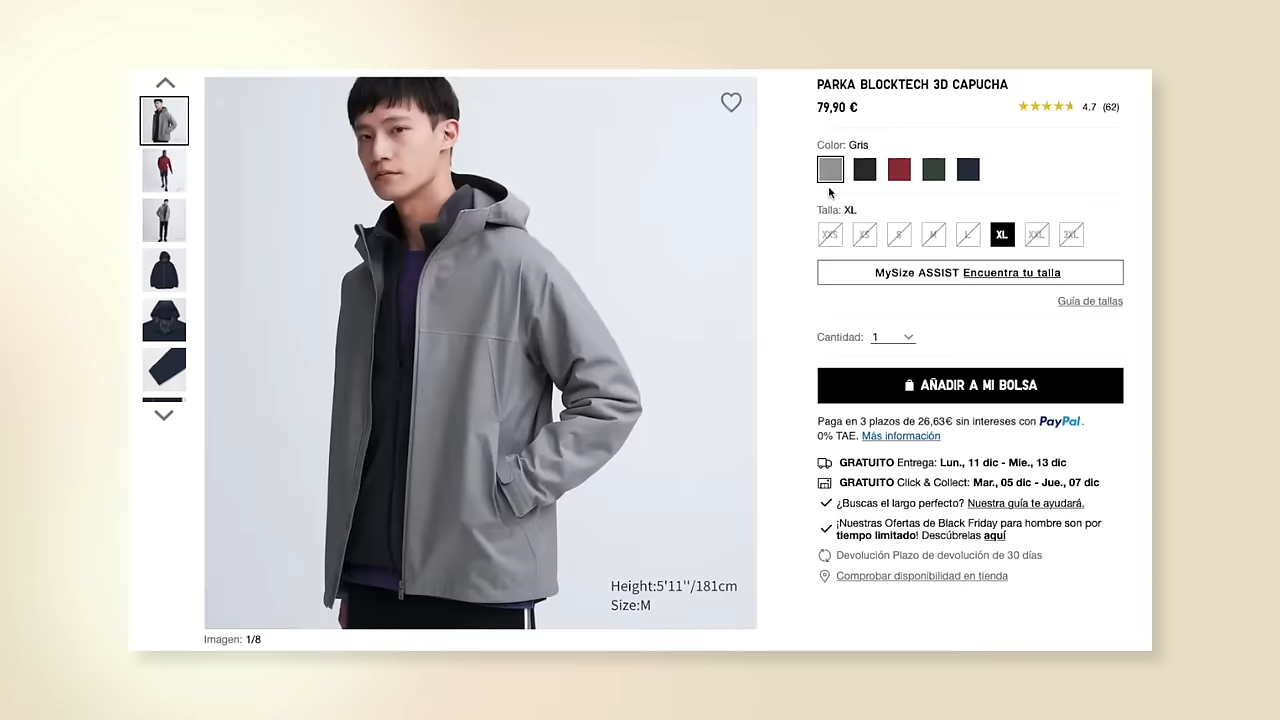 PARKA BLOCKTECH 3D CAPUCHA
79,90 €
4.7 (62)
Color: Gris
Talla: XL
XXS XS S M L XL XXL 3XL
MySize ASSIST Encuentra tu talla
Guía de tallas
Cantidad: 1
AÑADIR A MI BOLSA
Paga en 3 plazos de 26,63€ sin intereses con PayPal.
0% TAE. Más información
GRATUITO Entrega: Lun., 11 dic - Mie., 13 dic
GRATUITO Click & Collect: Mar., 05 dic - Jue., 07 dic
¿Buscas el largo perfecto? Nuestra guía te ayudará.
¡Nuestras Ofertas de Black Friday para hombre son por
tiempo limitado! Descúbrelas aquí
Devolución Plazo de devolución de 30 días
Comprobar disponibilidad en tienda
Height:5'11''/181cm
Size:M
Imagen: 1/8